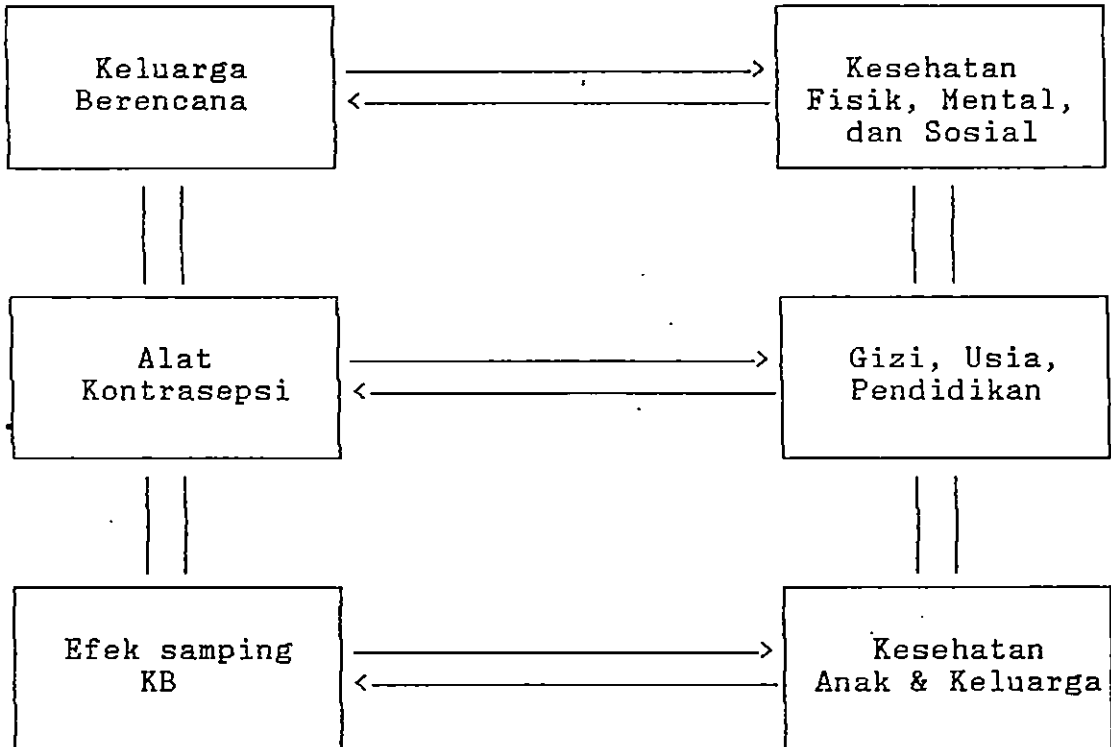 Keluarga
Berencana
Kesehatan
Fisik, Mental,
dan Sosial
Alat
Kontrasepsi
Gizi, Usia,
Pendidikan
Efek samping
KB
Kesehatan
Anak & Keluarga